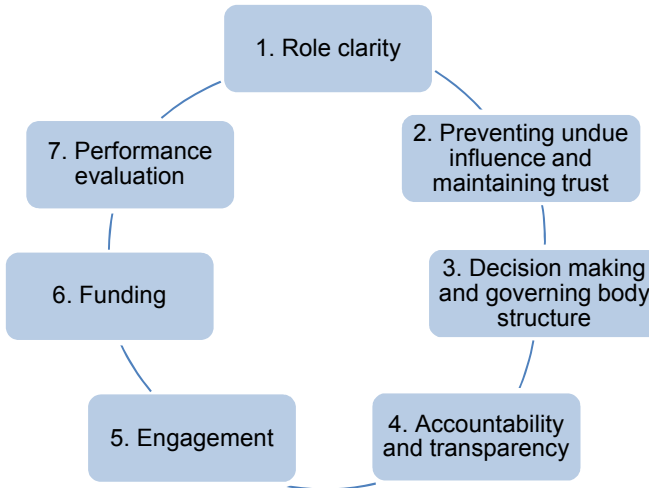 1. Role clarity
2. Preventing undue
influence and
maintaining trust
3. Decision making
and governing body
structure
4. Accountability
and transparency
5. Engagement
6. Funding
7. Performance
evaluation